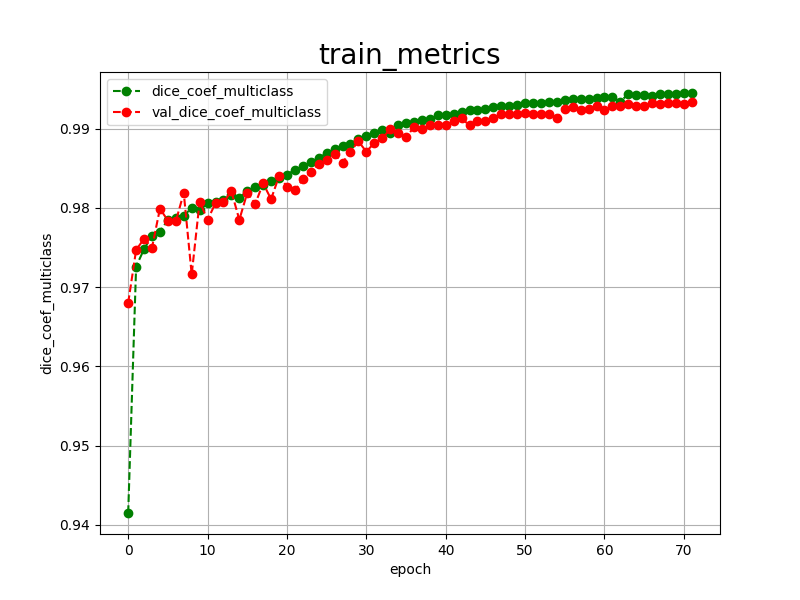 train_metrics
dice_coef_multiclass
val_dice_coef_multiclass
dice_coef_multiclass
0.99
0.98
0.97
0.96
0.95
0.94
0 10 20 30 40 50 60 70
epoch